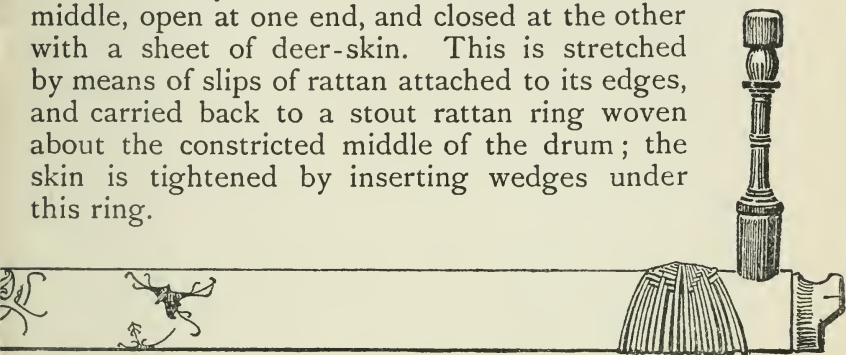 middle, open at one end, and closed at the other
with a sheet of deer-skin. This is stretched
by means of slips of rattan attached to its edges,
and carried back to a stout rattan ring woven
about the constricted middle of the drum; the
skin is tightened by inserting wedges under
this ring.